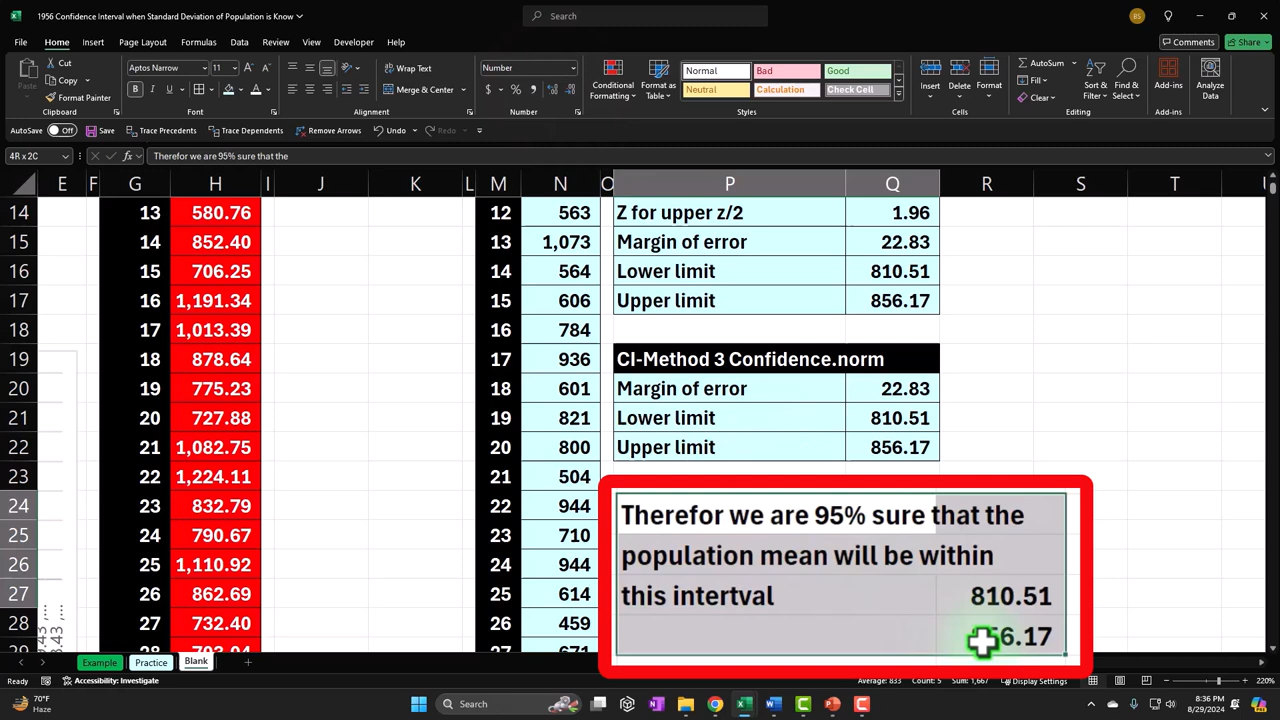 1956 Confidence Interval when Standard Deviation of Population is Know
Search
BS
File Home Insert Page Layout Formulas Data Review View Developer Help
Comments Share
Paste
Cut
Copy
Format Painter
Clipboard
Aptos Narrow 11
B I U
Font
Wrap Text
Merge & Center
Alignment
Number
$ % 9
Number
Conditional Formatting
Format as Table
Normal Bad Good
Neutral Calculation Check Cell
Styles
Insert Delete Format
Cells
AutoSum
Fill
Clear
Sort & Filter
Find & Select
Editing
Add-ins
Add-ins
Analyze Data
AutoSave Off Save Trace Precedents Trace Dependents Remove Arrows Undo Redo
4R x 2C fx Therefor we are 95% sure that the
E F G H I J K L M N O P Q R S T
14 13 580.76 12 563 Z for upper z/2 1.96
15 14 852.40 13 1,073 Margin of error 22.83
16 15 706.25 14 564 Lower limit 810.51
17 16 1,191.34 15 606 Upper limit 856.17
18 17 1,013.39 16 784
19 18 878.64 17 936 CI-Method 3 Confidence.norm
20 19 775.23 18 601 Margin of error 22.83
21 20 727.88 19 821 Lower limit 810.51
22 21 1,082.75 20 800 Upper limit 856.17
23 22 1,224.11 21 504
24 23 832.79 22 944 Therefor we are 95% sure that the
25 24 790.67 23 710 population mean will be within
26 25 1,110.92 24 944
27 26 862.69 25 614 this intertval 810.51
28 27 732.40 26 459 56.17
Example Practice Blank
Ready Accessibility: Investigate Average: 833 Count: 5 Sum: 1,667 Display Settings 220%
70°F
Haze
Search
8:36 PM
8/29/2024